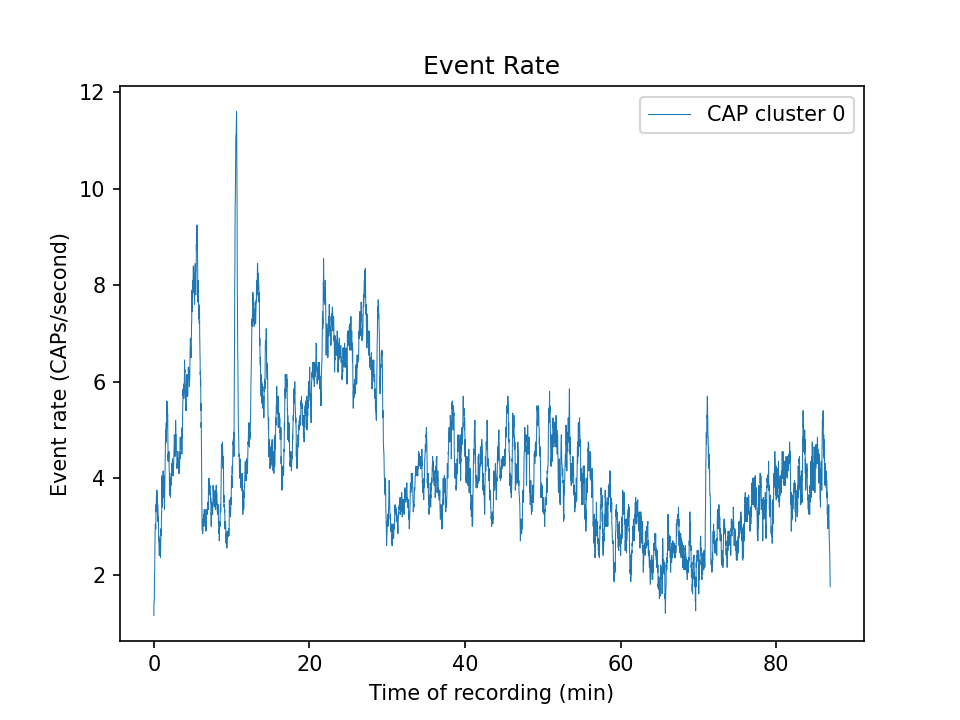 Event Rate
CAP cluster 0
Event rate (CAPs/second)
12
10
8
6
4
2
0
20
40
60
80
Time of recording (min)